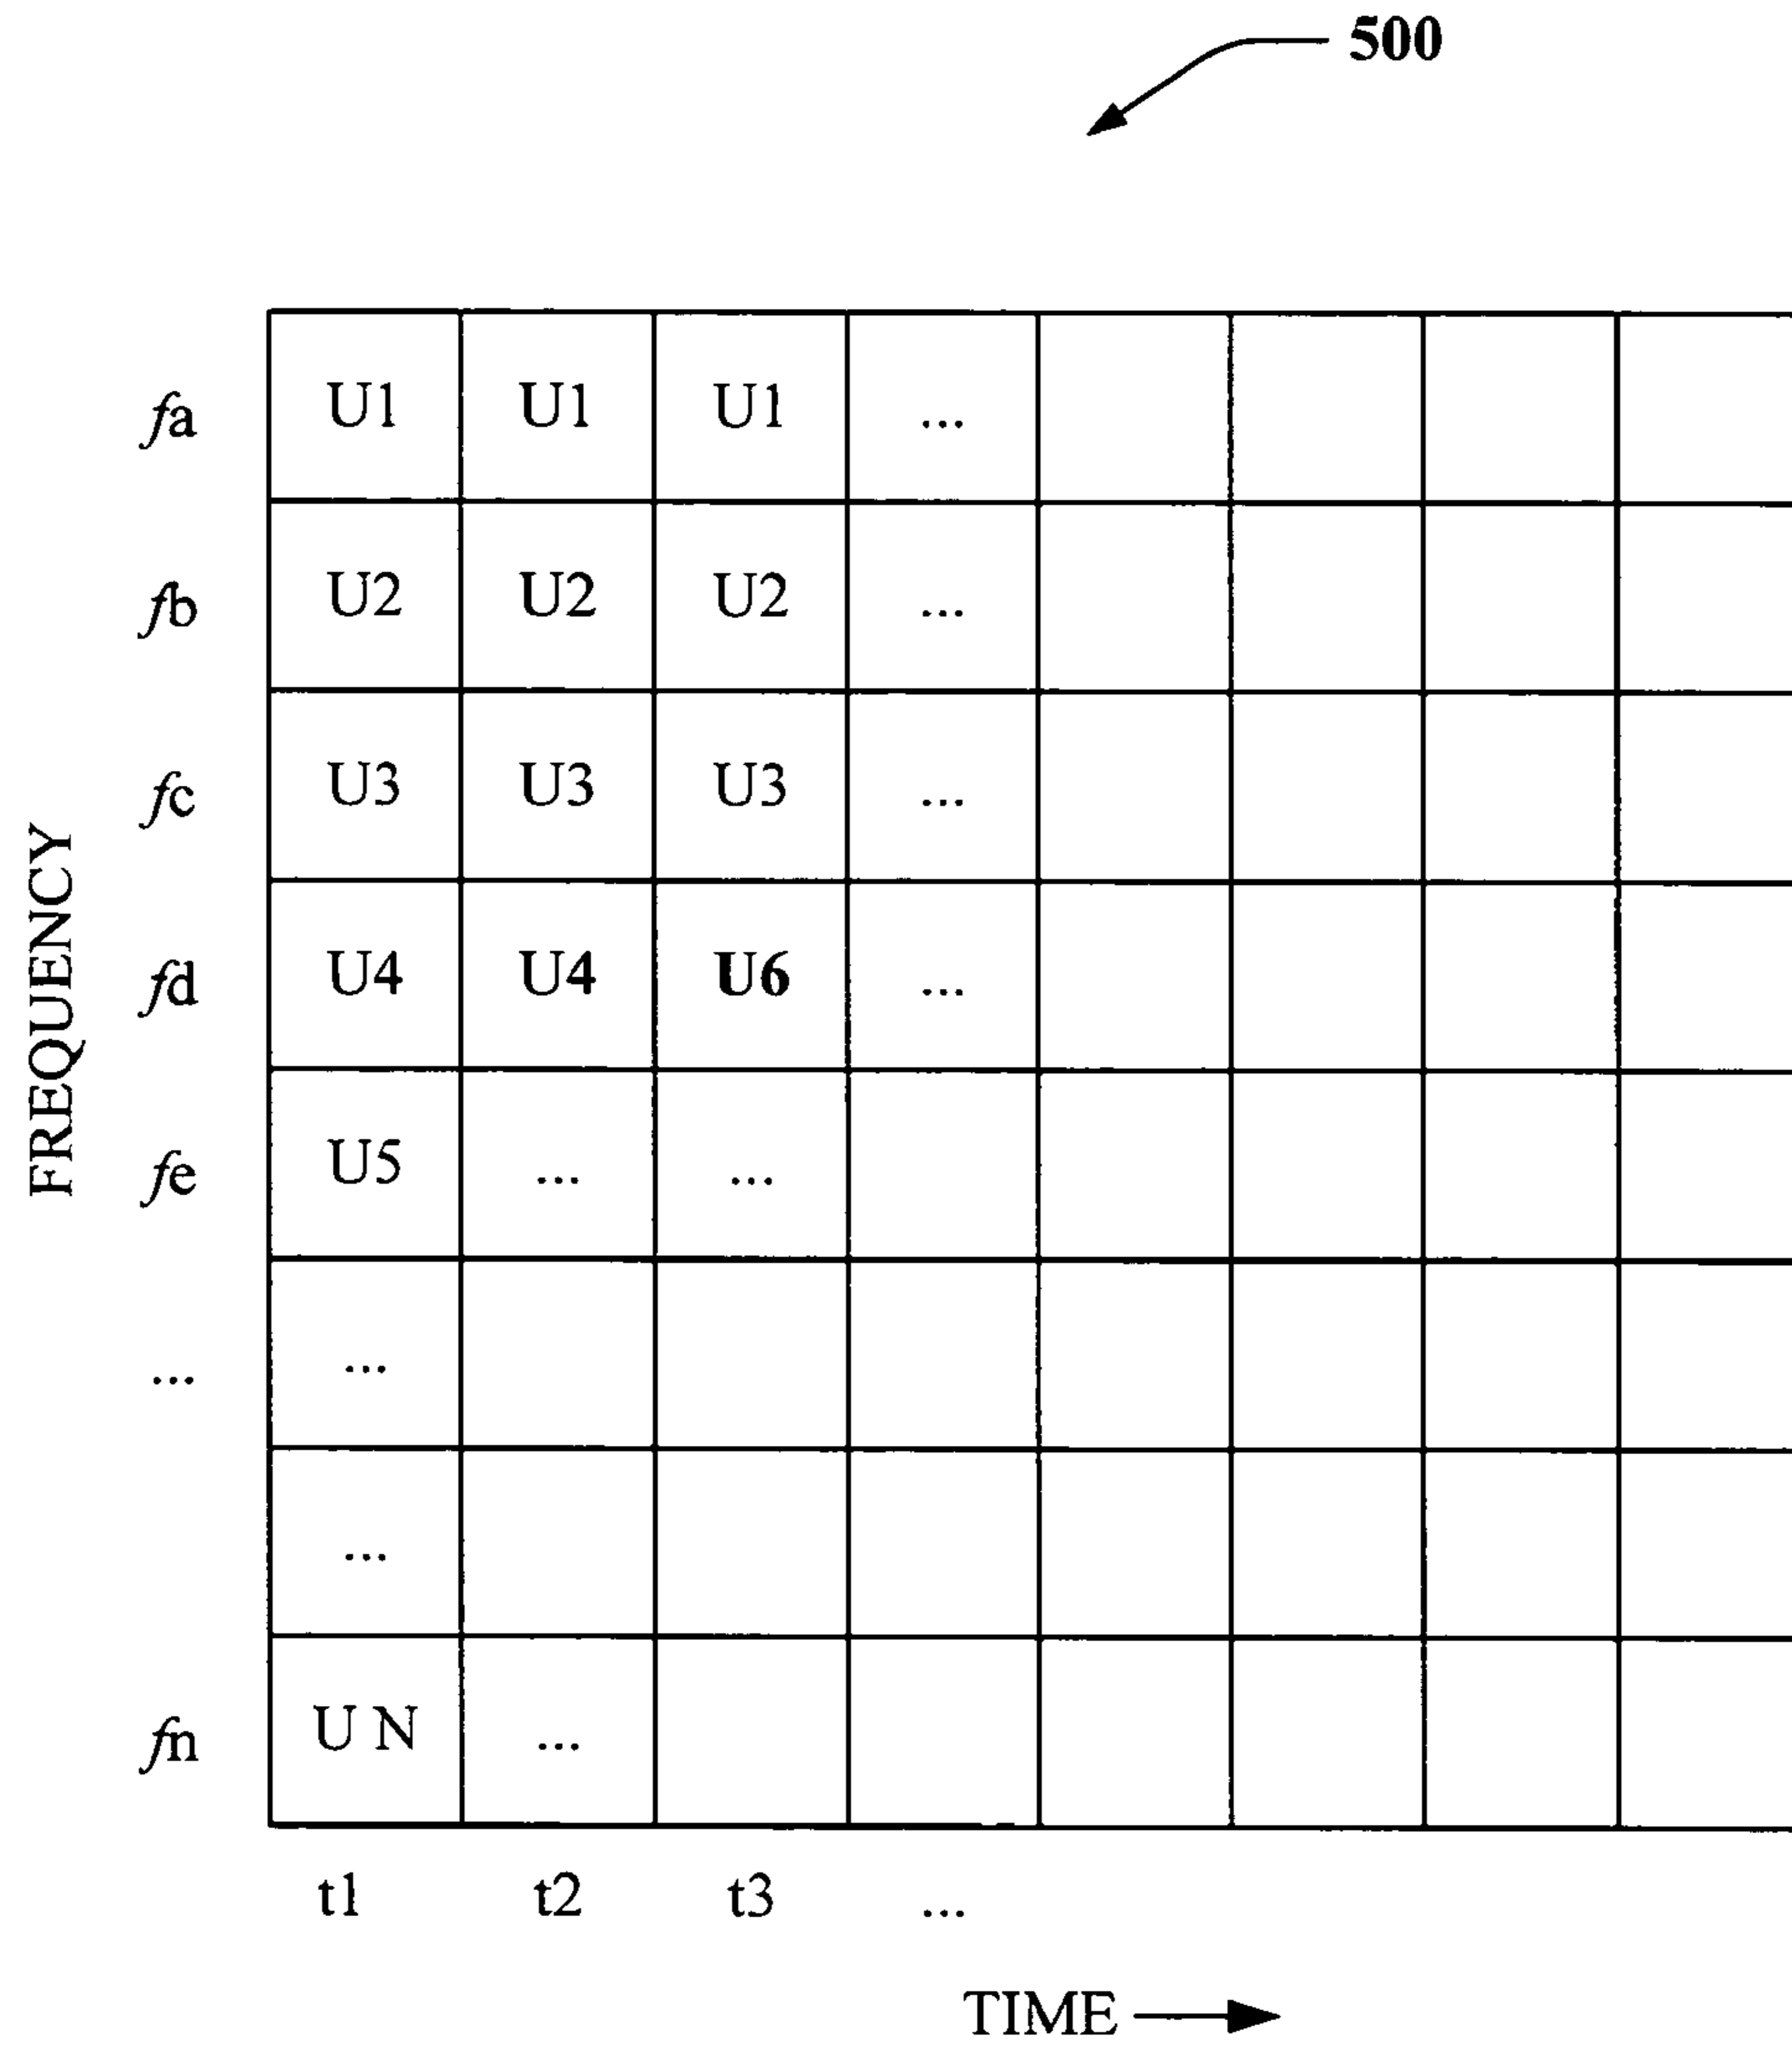 500
fa U1 U1 U1 ...
fb U2 U2 U2 ...
fc U3 U3 U3 ...
fd U4 U4 U6 ...
fe U5 ... ...
... ...
...
fn U N ...
t1 t2 t3 ...
FREQUENCY
TIME